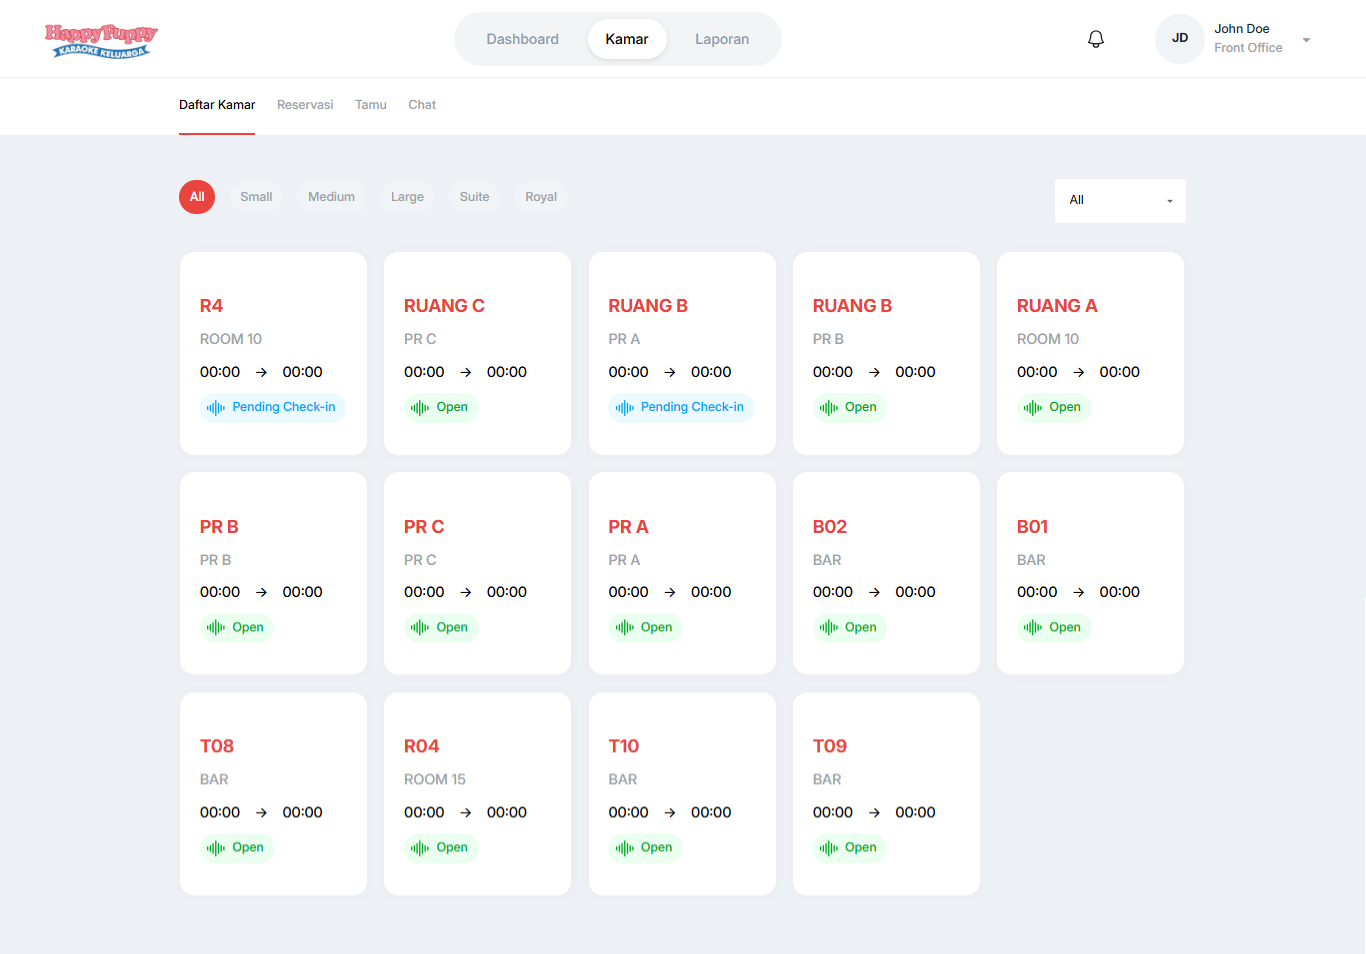 Happy Puppy
KARAOKE KELUARGA
Dashboard Kamar Laporan
JD
John Doe
Front Office
Daftar Kamar Reservasi Tamu Chat
All Small Medium Large Suite Royal
All
R4
ROOM 10
00:00 → 00:00
Pending Check-in
RUANG C
PR C
00:00 → 00:00
Open
RUANG B
PR A
00:00 → 00:00
Pending Check-in
RUANG B
PR B
00:00 → 00:00
Open
RUANG A
ROOM 10
00:00 → 00:00
Open
PR B
PR B
00:00 → 00:00
Open
PR C
PR C
00:00 → 00:00
Open
PR A
PR A
00:00 → 00:00
Open
B02
BAR
00:00 → 00:00
Open
B01
BAR
00:00 → 00:00
Open
T08
BAR
00:00 → 00:00
Open
R04
ROOM 15
00:00 → 00:00
Open
T10
BAR
00:00 → 00:00
Open
T09
BAR
00:00 → 00:00
Open